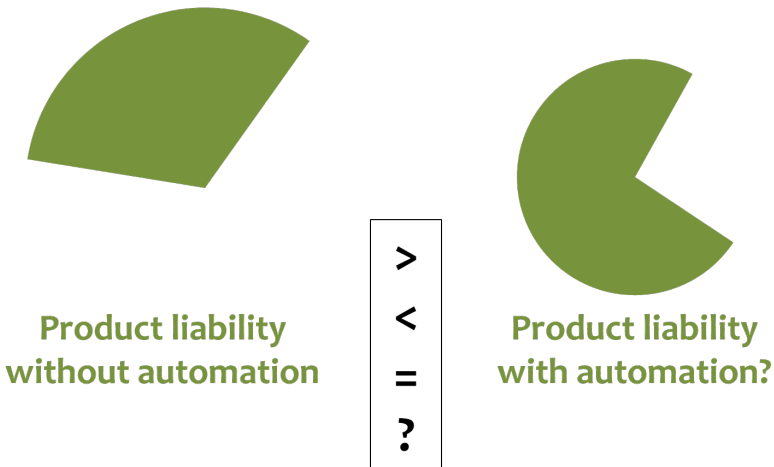 Product liability
without automation
>
<
=
?
Product liability
with automation?